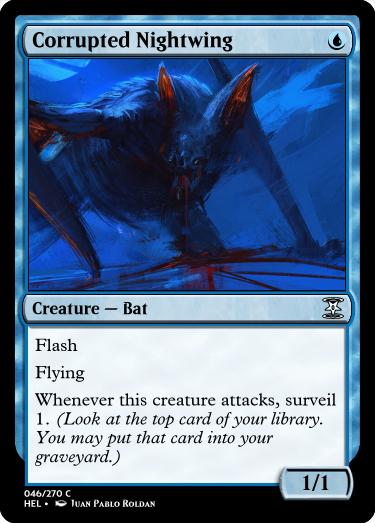 Corrupted Nightwing
Creature — Bat
Flash
Flying
Whenever this creature attacks, surveil
1. (Look at the top card of your library.
You may put that card into your
graveyard.)
1/1
046/270 C
HEL • Juan Pablo Roldan